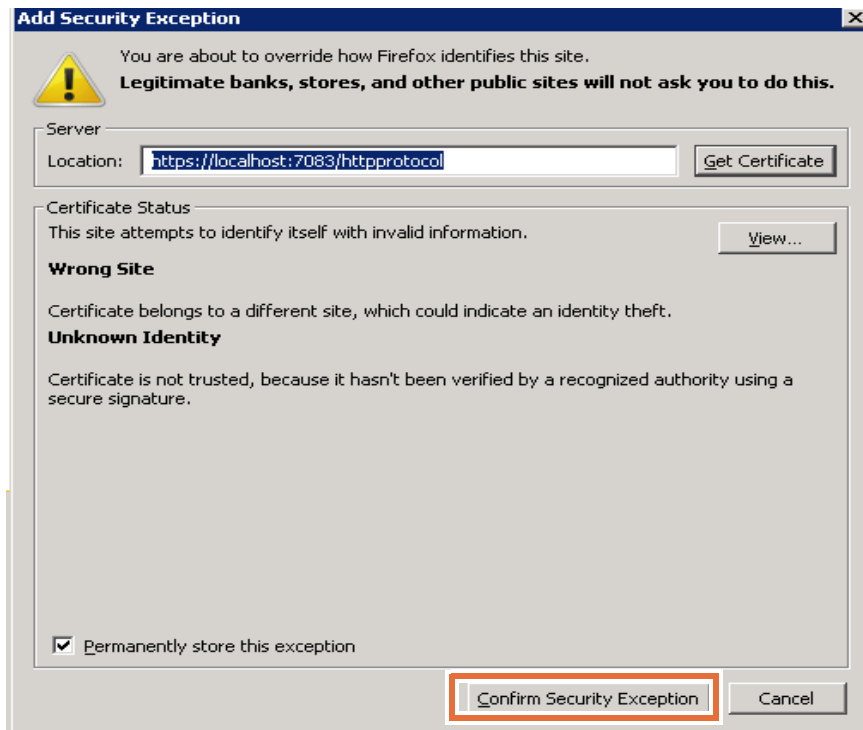 Add Security Exception
You are about to override how Firefox identifies this site.
Legitimate banks, stores, and other public sites will not ask you to do this.
Server
Location: https://localhost:7083/httpprotocol Get Certificate
Certificate Status
This site attempts to identify itself with invalid information.
View...
Wrong Site
Certificate belongs to a different site, which could indicate an identity theft.
Unknown Identity
Certificate is not trusted, because it hasn't been verified by a recognized authority using a
secure signature.
Permanently store this exception
Confirm Security Exception Cancel